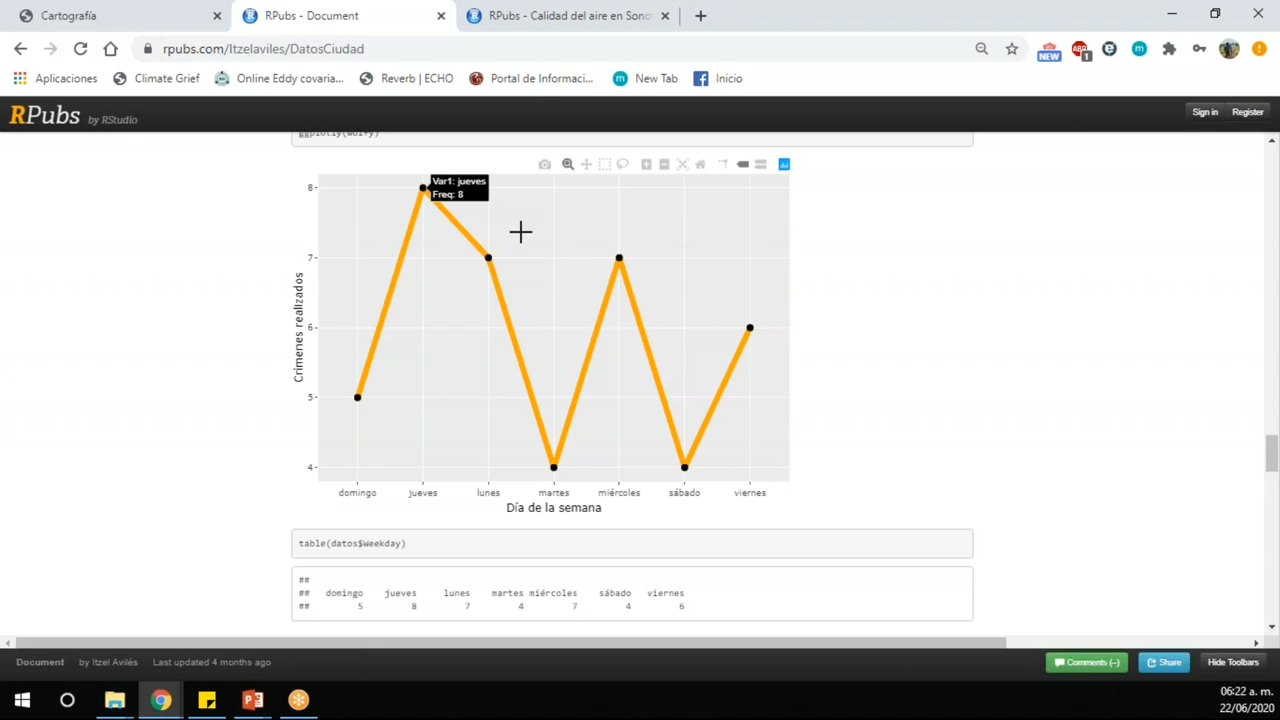 Cartografía
RPubs - Document
RPubs - Calidad del aire en Sono
rpubs.com/Itzelaviles/DatosCiudad
Aplicaciones
Climate Grief
Online Eddy covaria...
Reverb | ECHO
Portal de Informaci...
New Tab
Inicio
NEW
ABP
1
RPubs by RStudio
Sign in
Register
8
7
6
5
4
Var1: jueves
Freq: 8
Crímenes realizados
domingo jueves lunes martes miércoles sábado viernes
Día de la semana
table(datos$Weekday)
##
## domingo jueves lunes martes miércoles sábado viernes
## 5 8 7 4 7 4 6
Document by Itzel Avilés Last updated 4 months ago
Comments (–)
Share
Hide Toolbars
06:22 a. m.
22/06/2020